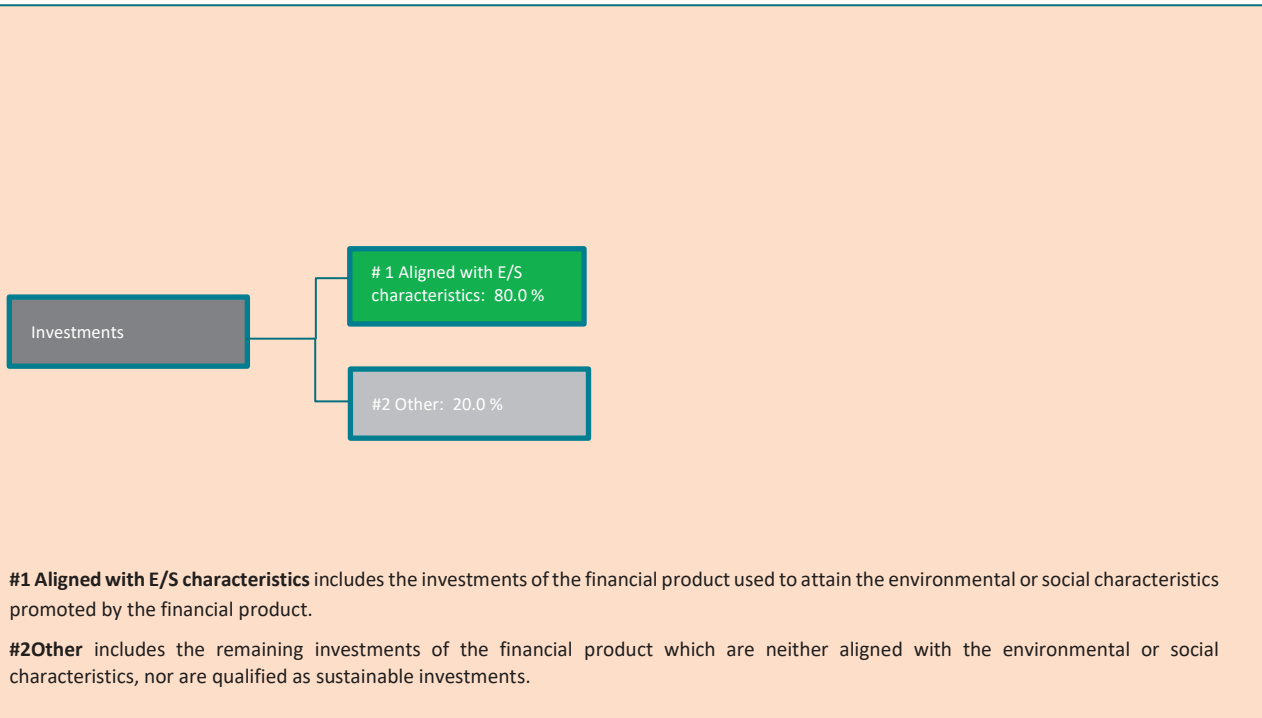 # 1 Aligned with E/S
characteristics: 80.0 %
Investments
#2 Other: 20.0 %
#1 Aligned with E/S characteristics includes the investments of the financial product used to attain the environmental or social characteristics
promoted by the financial product.
#2Other includes the remaining investments of the financial product which are neither aligned with the environmental or social
characteristics, nor are qualified as sustainable investments.